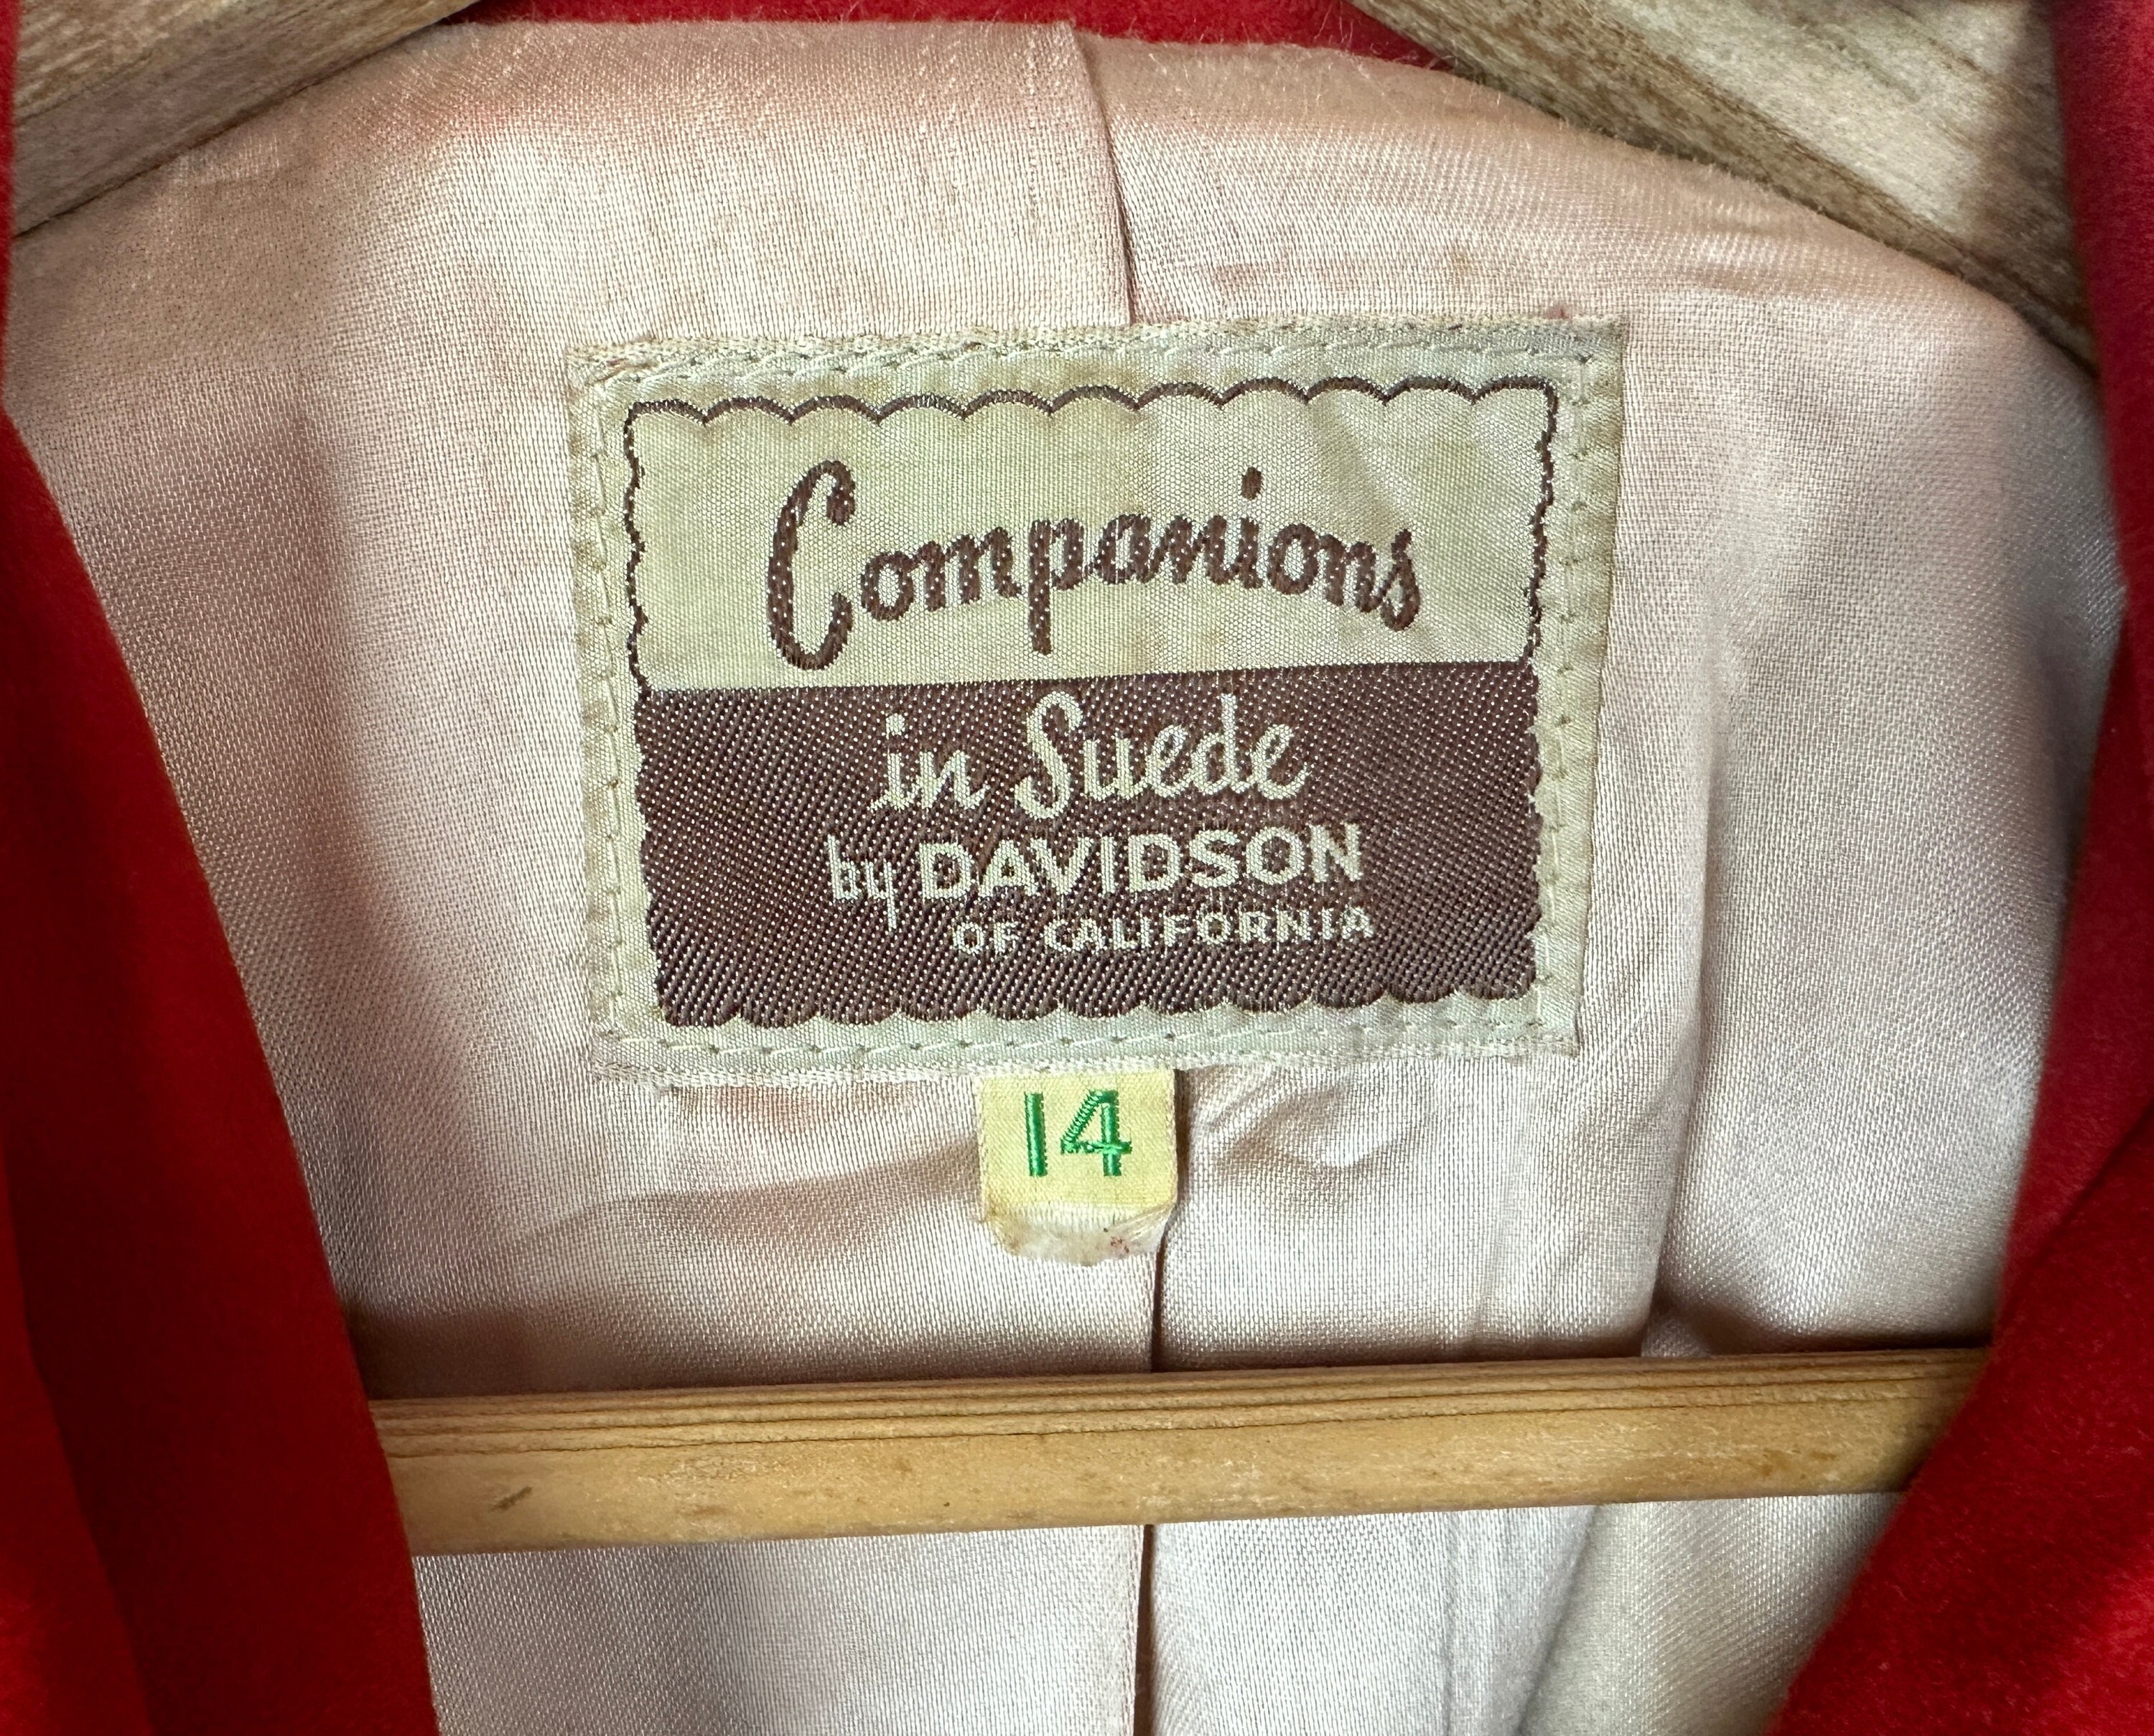 Companions
in Suede
by DAVIDSON
OF CALIFORNIA
14